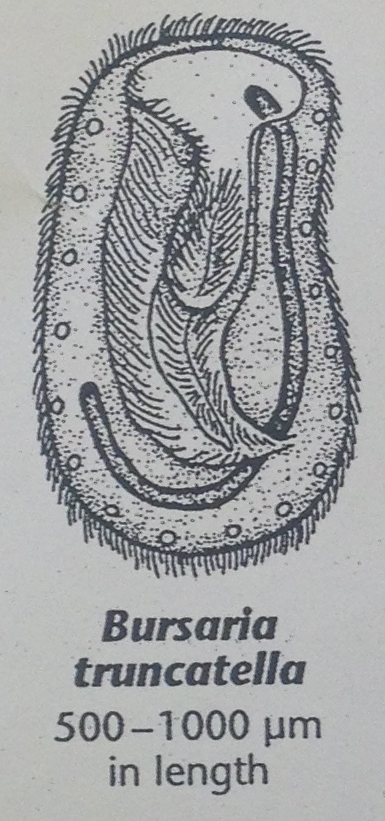 Bursaria
truncatella
500–1000 µm
in length